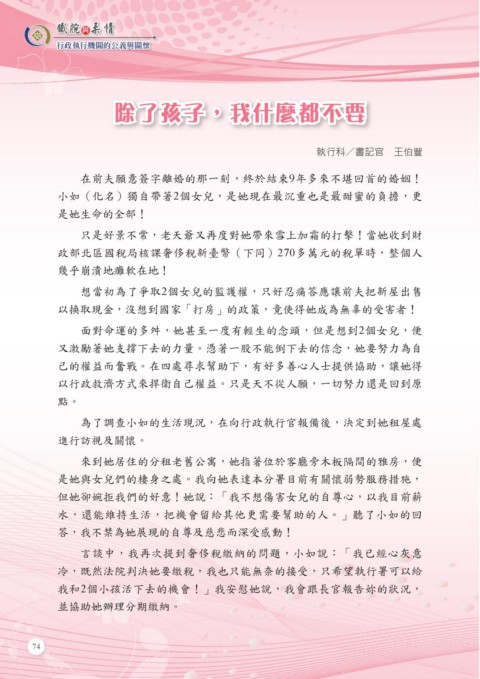 鐵腕與柔情
行政執行機關的公義與關懷
除了孩子，我什麼都不要
執行科／書記官　王伯豐
在前夫願意簽字離婚的那一刻，終於結束9年多來不堪回首的婚姻！
小如（化名）獨自帶著2個女兒，是她現在最沉重也是最甜蜜的負擔，更
是她生命的全部！
只是好景不常，老天爺又再度對她帶來雪上加霜的打擊！當她收到財
政部北區國稅局核課奢侈稅新臺幣（下同）270多萬元的稅單時，整個人
幾乎崩潰地癱軟在地！
想當初為了爭取2個女兒的監護權，只好忍痛答應讓前夫把新屋出售
以換取現金，沒想到國家「打房」的政策，竟使得她成為無辜的受害者！
面對命運的多舛，她甚至一度有輕生的念頭，但是想到2個女兒，便
又激勵著她支撐下去的力量。憑著一股不能倒下去的信念，她要努力為自
己的權益而奮戰。在四處尋求幫助下，有好多善心人士提供協助，讓她得
以行政救濟方式來捍衛自己權益。只是天不從人願，一切努力還是回到原
點。
為了調查小如的生活現況，在向行政執行官報備後，決定到她租屋處
進行訪視及關懷。
來到她居住的分租老舊公寓，她指著位於客廳旁木板隔間的雅房，便
是她與女兒們的棲身之處。我向她表達本分署目前有關懷弱勢服務措施，
但她卻婉拒我們的好意！她說：「我不想傷害女兒的自尊心，以我目前薪
水，還能維持生活，把機會留給其他更需要幫助的人。」聽了小如的回
答，我不禁為她展現的自尊及慈悲而深受感動！
言談中，我再次提到奢侈稅繳納的問題，小如說：「我已經心灰意
冷，既然法院判決她要繳稅，我也只能無奈的接受，只希望執行署可以給
我和2個小孩活下去的機會！」我安慰她說，我會跟長官報告妳的狀況，
並協助她辦理分期繳納。
74